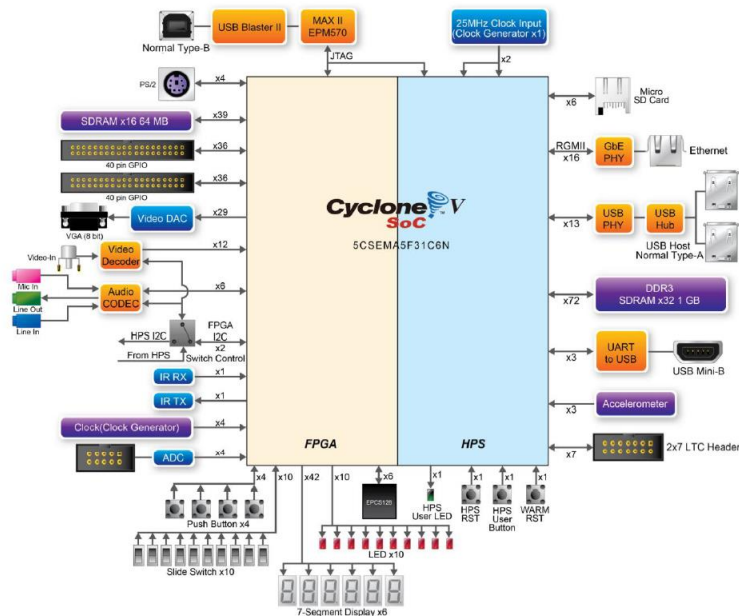 Normal Type-B
USB Blaster II
MAX II
EPM570
25MHz Clock Input
(Clock Generator x1)
JTAG
x2
PS/2
x4
x6
Micro
SD Card
SDRAM x16 64 MB
x39
x36
40 pin GPIO
RGMII
x16
GbE
PHY
Ethernet
x36
40 pin GPIO
VGA (8 bit)
Video DAC
x29
Cyclone V
SoC
5CSEMA5F31C6N
x13
USB
PHY
USB
Hub
USB Host
Normal Type-A
Video-In
Video
Decoder
x12
Mic In
Line Out
Line In
Audio
CODEC
x6
x72
DDR3
SDRAM x32 1 GB
HPS I2C
From HPS
FPGA
I2C
x2
Switch Control
x3
UART
to USB
USB Mini-B
IR RX
x1
IR TX
x1
x3
Accelerometer
Clock(Clock Generator)
x4
ADC
x4
FPGA
HPS
x7
2x7 LTC Header
x4
x10
x42
x10
x6
x1
x1
x1
x1
EPCS128
HPS
User LED
HPS
RST
HPS
User
Button
WARM
RST
Push Button x4
Slide Switch x10
LED x10
7-Segment Display x6